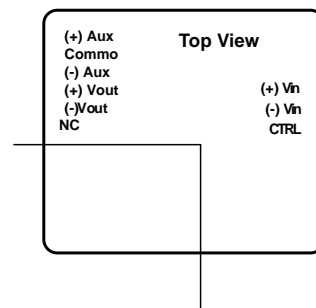 (+) Aux
Commo
(-) Aux
(+) Vout
(-)Vout
NC
Top View
(+) Vin
(-) Vin
CTRL